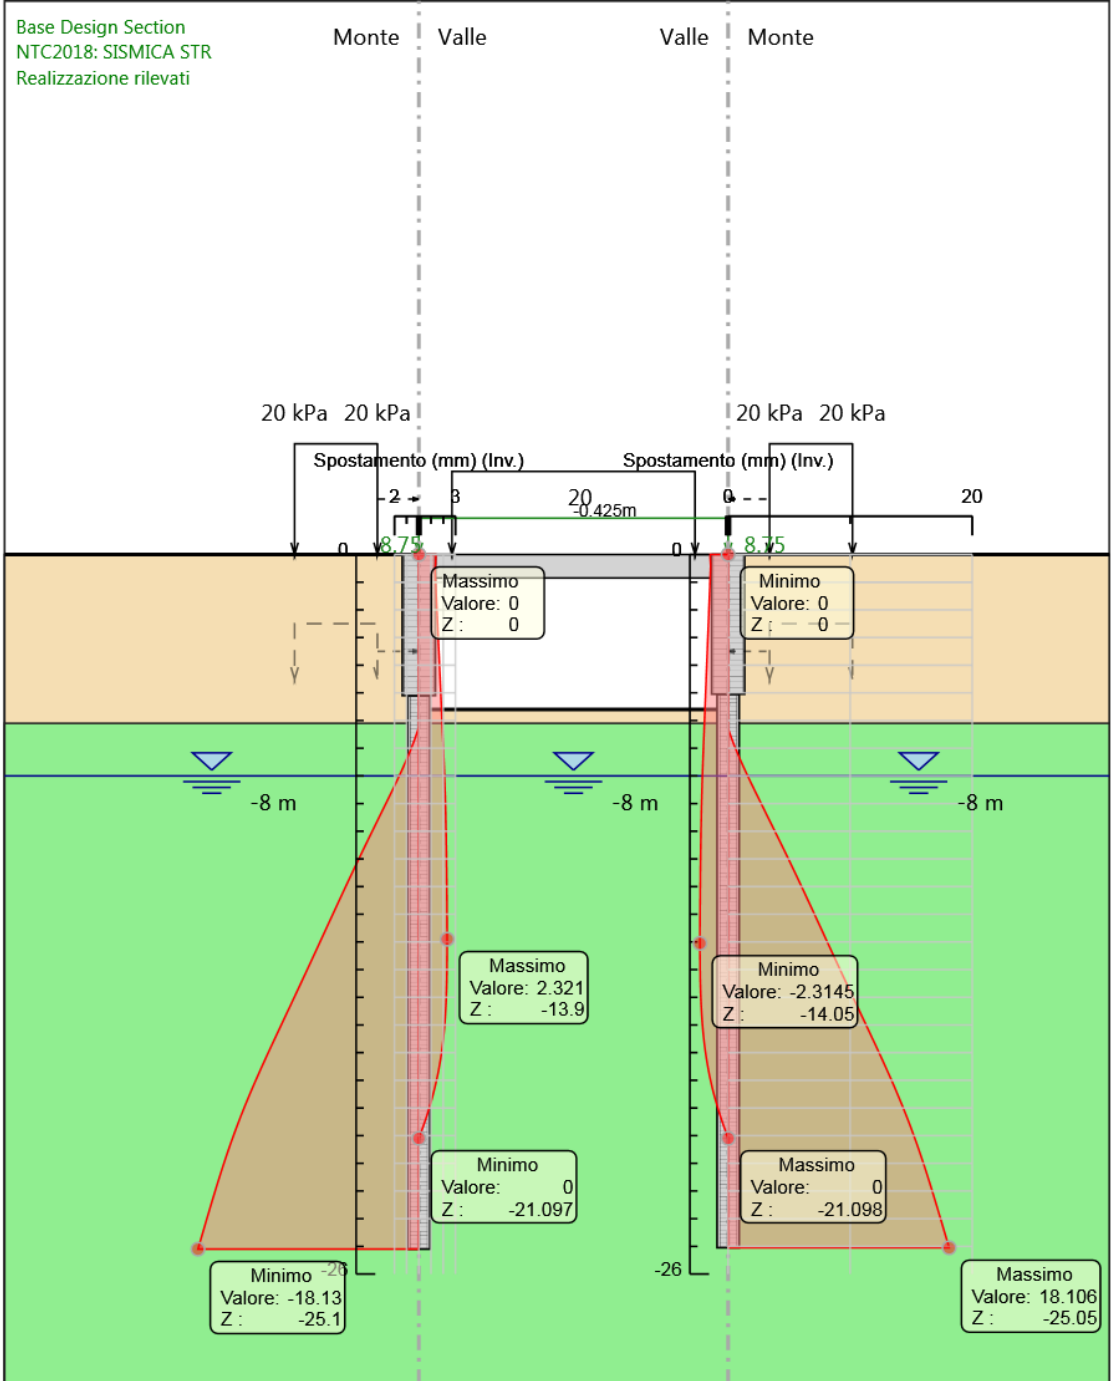 Base Design Section
NTC2018: SISMICA STR
Realizzazione rilevati
Monte Valle
Valle Monte
20 kPa 20 kPa
20 kPa 20 kPa
Spostamento (mm) (Inv.)
Spostamento (mm) (Inv.)
2 3
20
0 20
-0.425m
0
8.75
0
8.75
Massimo
Valore: 0
Z : 0
Minimo
Valore: 0
Z : 0
-8 m
-8 m
-8 m
Massimo
Valore: 2.321
Z : -13.9
Minimo
Valore: -2.3145
Z : -14.05
Minimo
Valore: 0
Z : -21.097
Massimo
Valore: 0
Z : -21.098
-26
-26
Minimo
Valore: -18.13
Z : -25.1
Massimo
Valore: 18.106
Z : -25.05